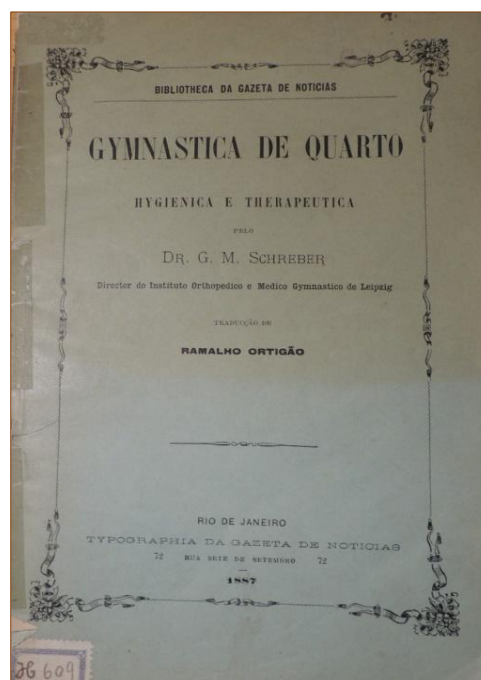 BIBLIOTHECA DA GAZETA DE NOTICIAS
GYMNASTICA DE QUARTO
HYGIENICA E THERAPEUTICA
PELO
DR. G. M. SCHREBER
Director do Instituto Orthopedico e Medico Gymnastico de Leipzig
TRADUCÇÃO DE
RAMALHO ORTIGÃO
RIO DE JANEIRO
TYPOGRAPHIA DA GAZETA DE NOTICIAS
72 RUA SETE DE SETEMBRO 72
1887
JG 609